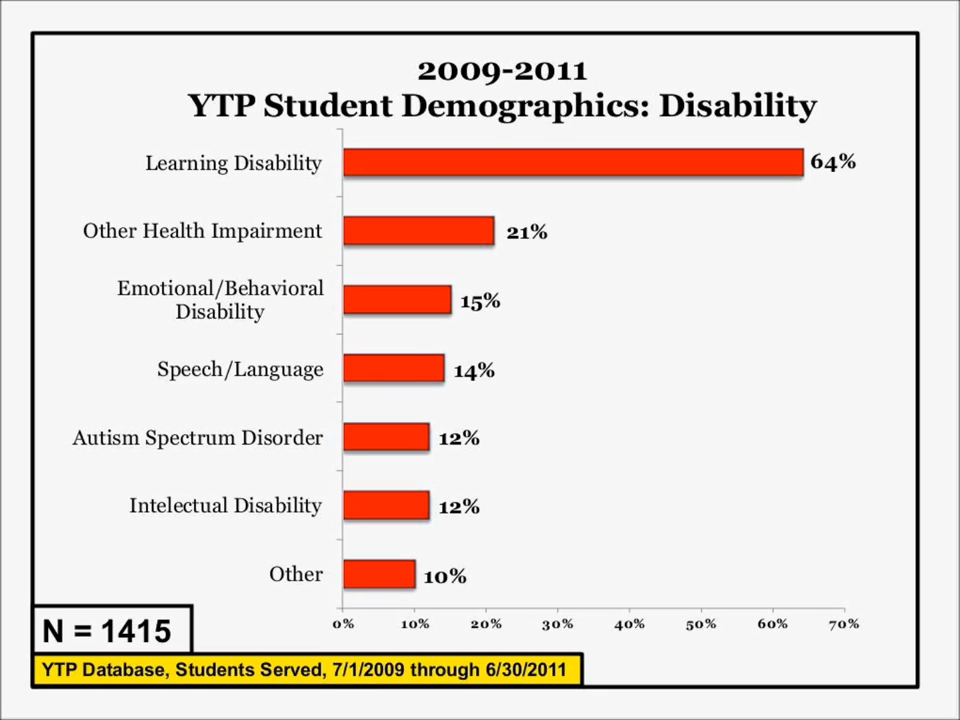 2009-2011
YTP Student Demographics: Disability
Learning Disability
64%
Other Health Impairment
21%
Emotional/Behavioral
Disability
15%
Speech/Language
14%
Autism Spectrum Disorder
12%
Intelectual Disability
12%
Other
10%
0% 10% 20% 30% 40% 50% 60% 70%
N = 1415
YTP Database, Students Served, 7/1/2009 through 6/30/2011